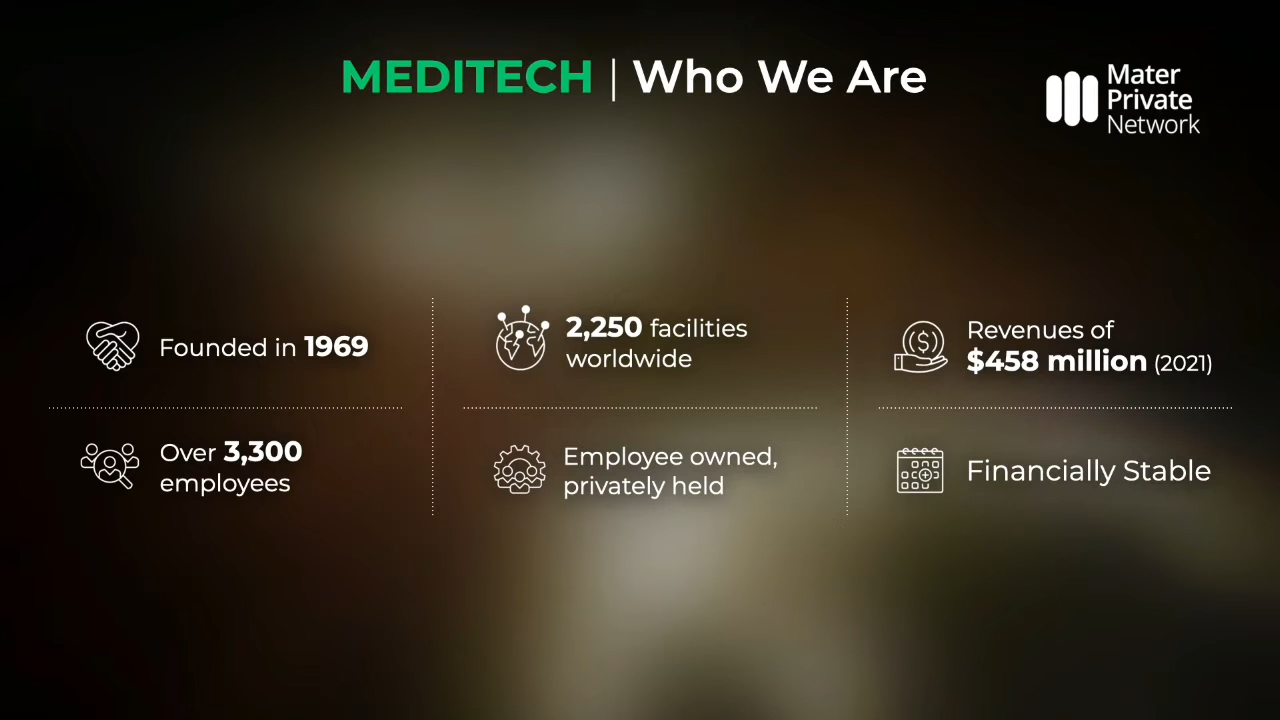 MEDITECH | Who We Are
Mater
Private
Network
Founded in 1969
2,250 facilities
worldwide
Revenues of
$458 million (2021)
Over 3,300
employees
Employee owned,
privately held
Financially Stable